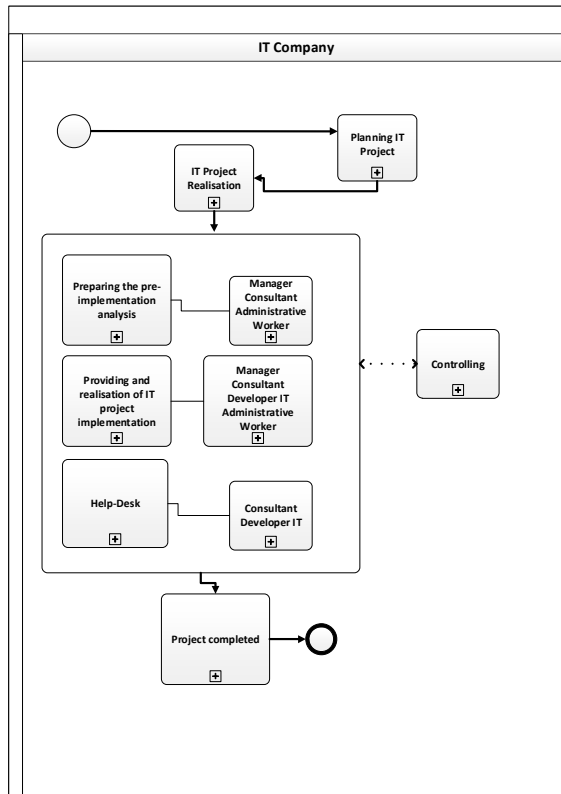 IT Company
Planning IT
Project
IT Project
Realisation
Preparing the pre-
implementation
analysis
Manager
Consultant
Administrative
Worker
Providing and
realisation of IT
project
implementation
Manager
Consultant
Developer IT
Administrative
Worker
Controlling
Help-Desk
Consultant
Developer IT
Project completed